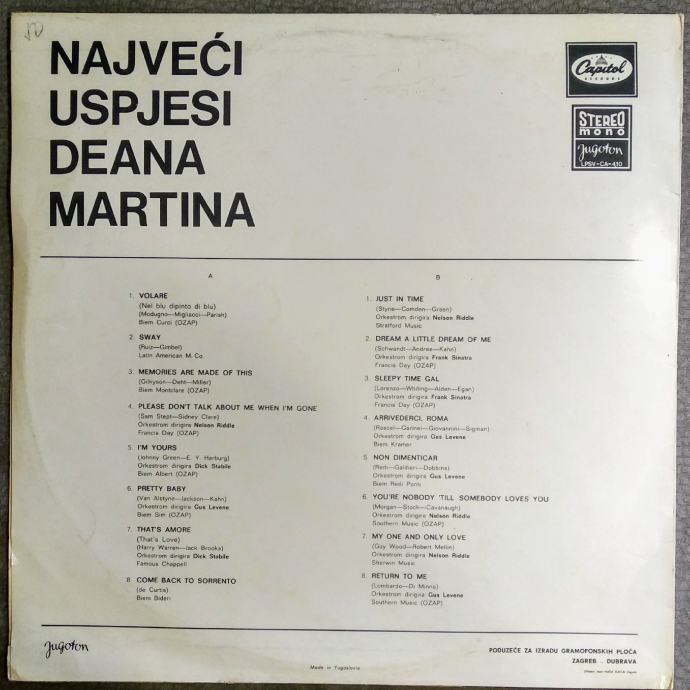 NAJVEĆI
USPJESI
DEANA
MARTINA
Capitol
RECORDS
STEREO
mono
Jugoton
LPSV-CA-410
A
1. VOLARE
(Nel blu dipinto di blu)
(Modugno—Migliacci—Parish)
Biem Curci (OZAP)
2. SWAY
(Ruiz—Gimbel)
Latin American M. Co.
3. MEMORIES ARE MADE OF THIS
(Gilkyson—Dehr—Miller)
Biem Montclare (OZAP)
4. PLEASE DON'T TALK ABOUT ME WHEN I'M GONE
(Sam Stept—Sidney Clare)
Orkestrom dirigira Nelson Riddle
Francis Day (OZAP)
5. I'M YOURS
(Johnny Green—E. Y. Harburg)
Orkestrom dirigira Dick Stabile
Biem Albert (OZAP)
6. PRETTY BABY
(Van Alstyne—Jackson—Kahn)
Orkestrom dirigira Gus Levene
Biem Sim (OZAP)
7. THAT'S AMORE
(That's Love)
(Harry Warren—Jack Brooks)
Orkestrom dirigira Dick Stabile
Famous Chappell
8 COME BACK TO SORRENTO
(de Curtis)
Biem Bideri
B
1. JUST IN TIME
(Styne—Comden—Green)
Orkestrom dirigira Nelson Riddle
Stratford Music
2. DREAM A LITTLE DREAM OF ME
(Schwandt—Andree—Kahn)
Orkestrom dirigira Frank Sinatra
Francis Day (OZAP)
3. SLEEPY TIME GAL
(Lorenzo—Whiting—Alden—Egan)
Orkestrom dirigira Frank Sinatra
Francis Day (OZAP)
4. ARRIVEDERCI, ROMA
(Rascel—Garinei—Giovannini—Sigman)
Orkestrom dirigira Gus Levene
Biem Kramer
5. NON DIMENTICAR
(Redi—Galdieri—Dobbins)
Orkestrom dirigira Gus Levene
Biem Redi Ponti
6. YOU'RE NOBODY 'TILL SOMEBODY LOVES YOU
(Morgan—Stock—Cavanaugh)
Orkestrom dirigira Nelson Riddle
Southern Music (OZAP)
7. MY ONE AND ONLY LOVE
(Guy Wood—Robert Mellin)
Orkestrom dirigira Nelson Riddle
Sherwin Music
8. RETURN TO ME
(Lombardo—Di Minno)
Orkestrom dirigira Gus Levene
Southern Music (OZAP)
Jugoton
Made in Yugoslavia
PODUZEĆE ZA IZRADU GRAMOFONSKIH PLOČA
ZAGREB - DUBRAVA